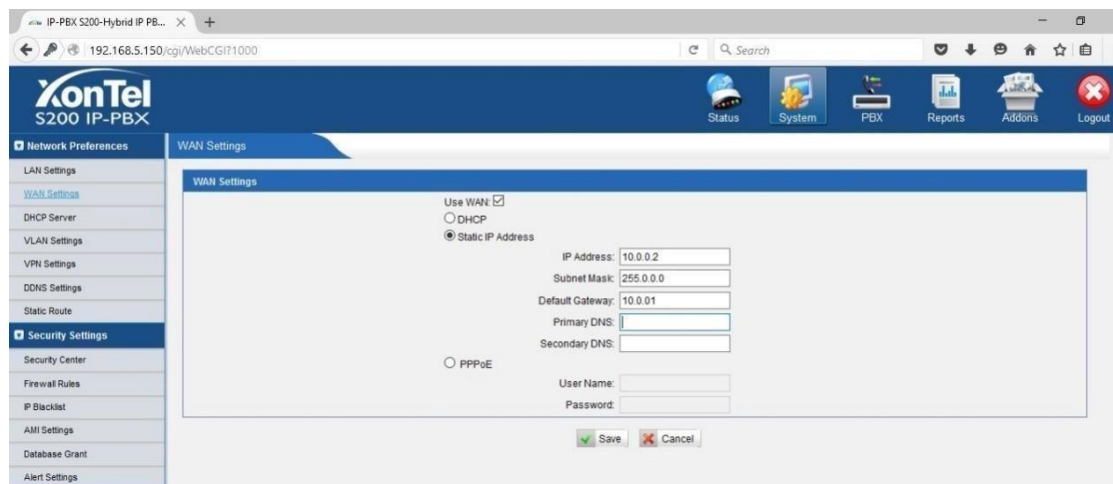 IP-PBX S200-Hybrid IP PB...
192.168.5.150/cgi/WebCGI?1000
Search
XonTel
S200 IP-PBX
Status
System
PBX
Reports
Addons
Logout
Network Preferences
WAN Settings
LAN Settings
WAN Settings
DHCP Server
VLAN Settings
VPN Settings
DDNS Settings
Static Route
Security Settings
Security Center
Firewall Rules
IP Blacklist
AMI Settings
Database Grant
Alert Settings
WAN Settings
Use WAN:
DHCP
Static IP Address
IP Address: 10.0.0.2
Subnet Mask: 255.0.0.0
Default Gateway: 10.0.01
Primary DNS:
Secondary DNS:
PPPoE
User Name:
Password:
Save
Cancel